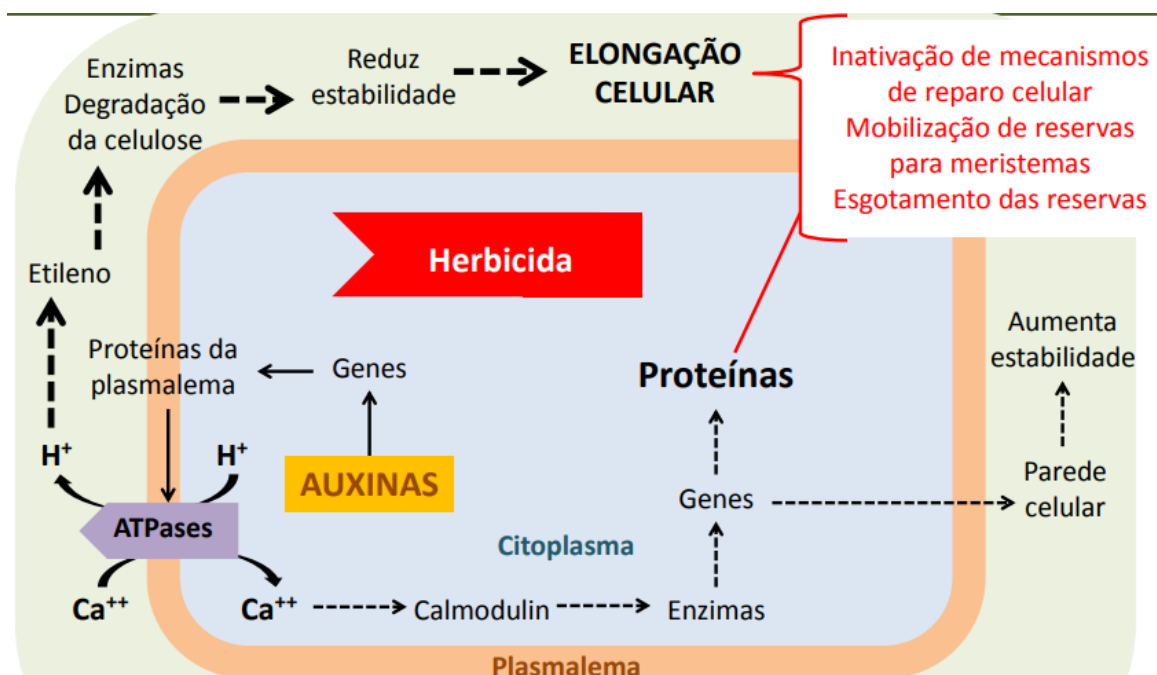 Enzimas
Degradação
da celulose
Reduz
estabilidade
ELONGAÇÃO
CELULAR
Inativação de mecanismos
de reparo celular
Mobilização de reservas
para meristemas
Esgotamento das reservas
Herbicida
Etileno
Proteínas da
plasmalema
Genes
Proteínas
Aumenta
estabilidade
H⁺
H⁺
AUXINAS
Genes
Parede
celular
ATPases
Citoplasma
Ca⁺⁺
Ca⁺⁺
Calmodulin
Enzimas
Plasmalema